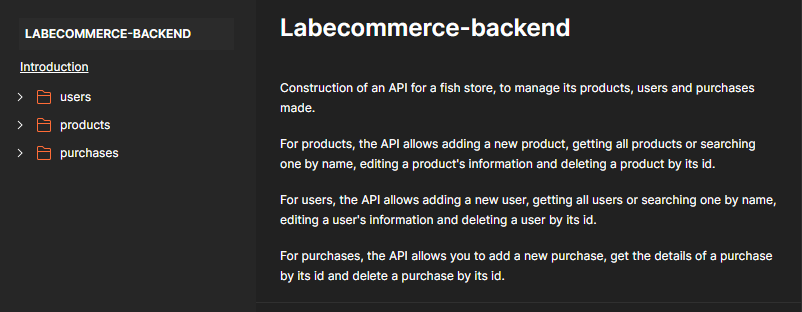 LABECOMMERCE-BACKEND
Introduction
users
products
purchases
Labecommerce-backend
Construction of an API for a fish store, to manage its products, users and purchases
made.
For products, the API allows adding a new product, getting all products or searching
one by name, editing a product's information and deleting a product by its id.
For users, the API allows adding a new user, getting all users or searching one by name,
editing a user's information and deleting a user by its id.
For purchases, the API allows you to add a new purchase, get the details of a purchase
by its id and delete a purchase by its id.